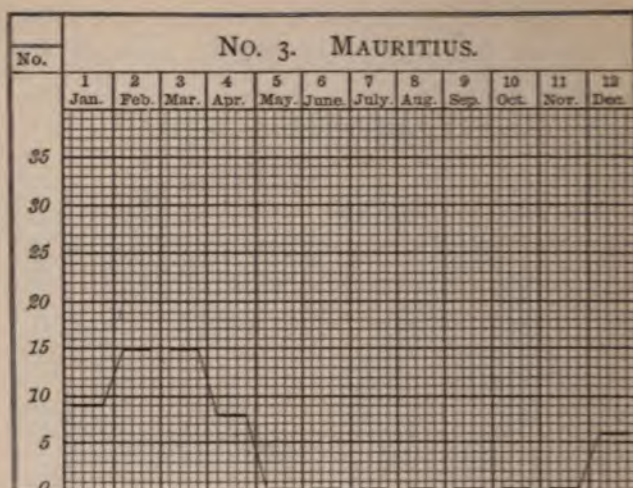 No. 3. MAURITIUS.
No.
1 2 3 4 5 6 7 8 9 10 11 12
Jan. Feb. Mar. Apr. May. June. July. Aug. Sep. Oct. Nov. Dec.
35
30
25
20
15
10
5
0